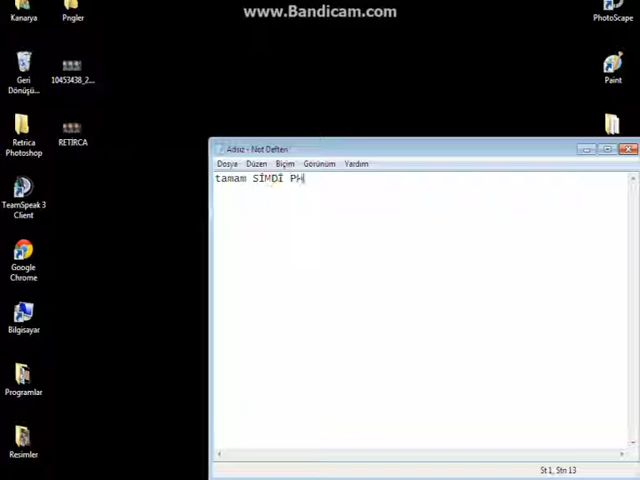 www.Bandicam.com
Kanarya
Pngler
PhotoScape
Geri
Dönüşü...
10453438_2...
Paint
Retrica
Photoshop
RETIRCA
Adsız - Not Defteri
Dosya Düzen Biçim Görünüm Yardım
tamam SİMDİ PH
TeamSpeak 3
Client
Google
Chrome
Bilgisayar
Programlar
Resimler
St 1, Stn 13